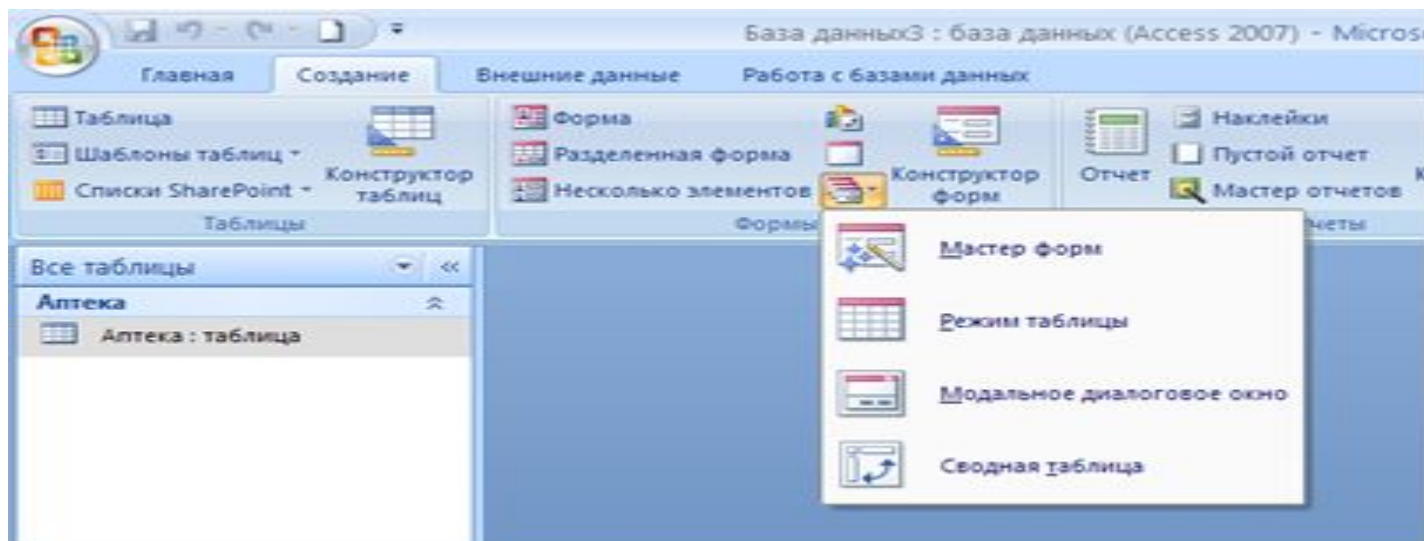 База данных3 : база данных (Access 2007) - Micros
Главная Создание Внешние данные Работа с базами данных
Таблица
Шаблоны таблиц
Списки SharePoint
Конструктор таблиц
Таблицы
Форма
Разделенная форма
Несколько элементов
Конструктор форм
Формы
Отчет
Наклейки
Пустой отчет
Мастер отчетов
четы
Мастер форм
Режим таблицы
Модальное диалоговое окно
Сводная таблица
Все таблицы
Аптека
Аптека : таблица